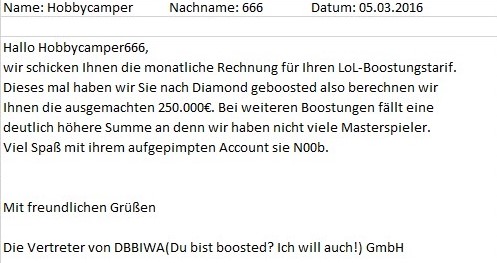 Name: Hobbycamper Nachname: 666 Datum: 05.03.2016
Hallo Hobbycamper666,
wir schicken Ihnen die monatliche Rechnung für Ihren LoL-Boostungstarif.
Dieses mal haben wir Sie nach Diamond geboosted also berechnen wir
Ihnen die ausgemachten 250.000€. Bei weiteren Boostungen fällt eine
deutlich höhere Summe an denn wir haben nicht viele Masterspieler.
Viel Spaß mit ihrem aufgepimpten Account sie N00b.
Mit freundlichen Grüßen
Die Vertreter von DBBIWA(Du bist boosted? Ich will auch!) GmbH